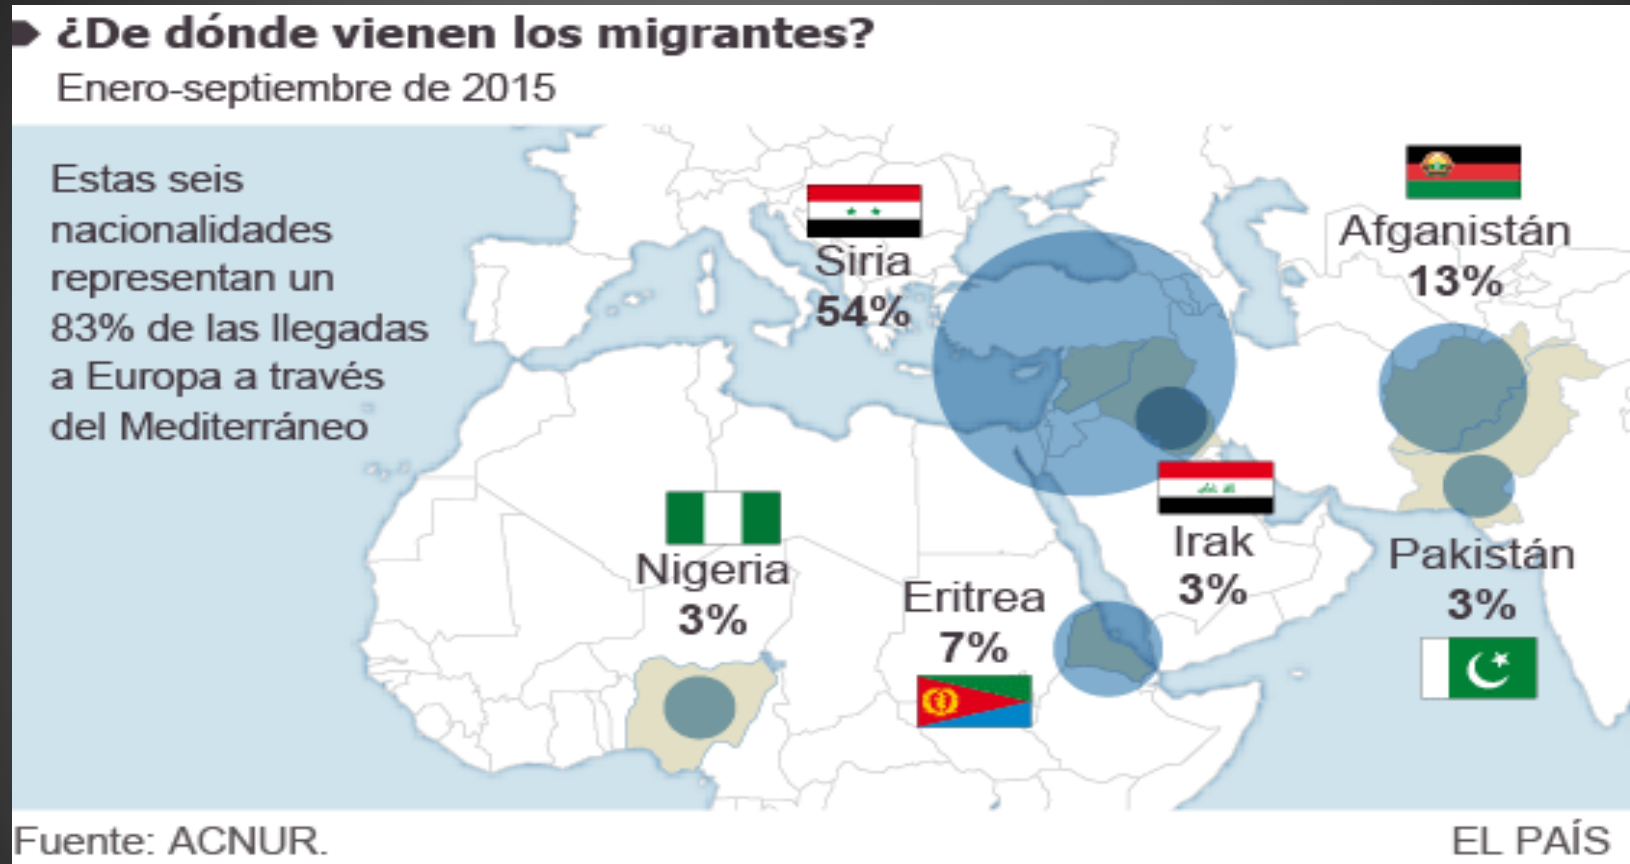 ¿De dónde vienen los migrantes?
Enero-septiembre de 2015
Estas seis
nacionalidades
representan un
83% de las llegadas
a Europa a través
del Mediterráneo
Siria
54%
Afganistán
13%
Irak
3%
Pakistán
3%
Nigeria
3%
Eritrea
7%
Fuente: ACNUR.
EL PAÍS